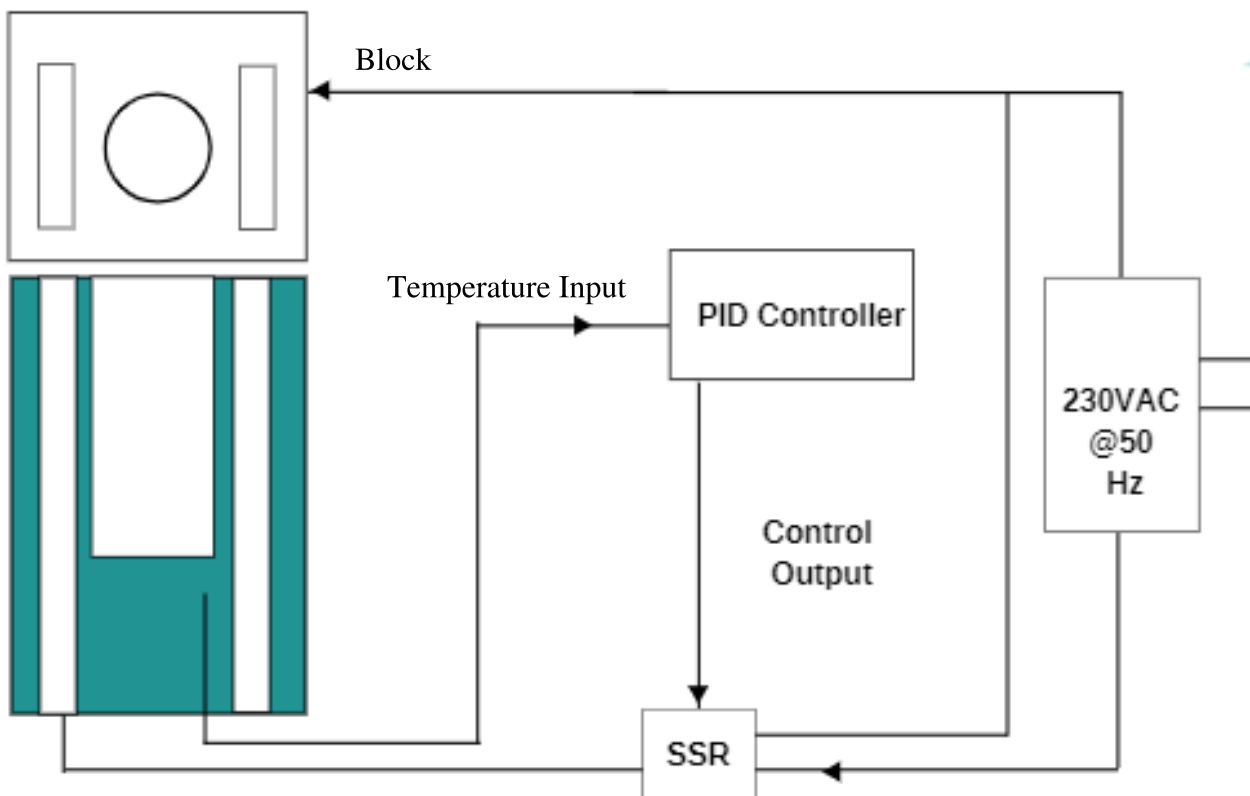 Block
Temperature Input
PID Controller
230VAC
@50
Hz
Control
Output
SSR